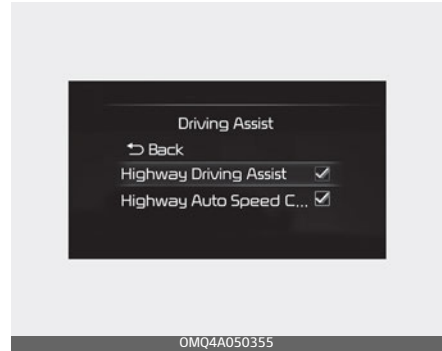 Driving Assist
Back
Highway Driving Assist
Highway Auto Speed C...
OMQ4A050355